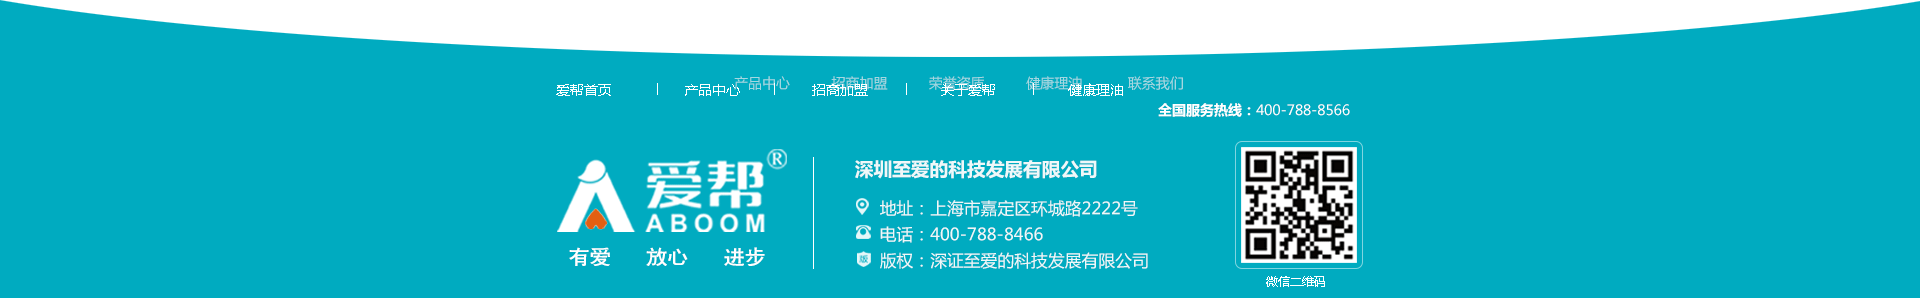 产品中心 招商加盟 荣誉资质 健康理油 联系我们
爱帮首页 产品中心 招商加盟 关于爱帮 健康理油
全国服务热线：400-788-8566
爱帮®
ABOOM
有爱 放心 进步
深圳至爱的科技发展有限公司
地址：上海市嘉定区环城路2222号
电话：400-788-8466
版权：深证至爱的科技发展有限公司
微信二维码